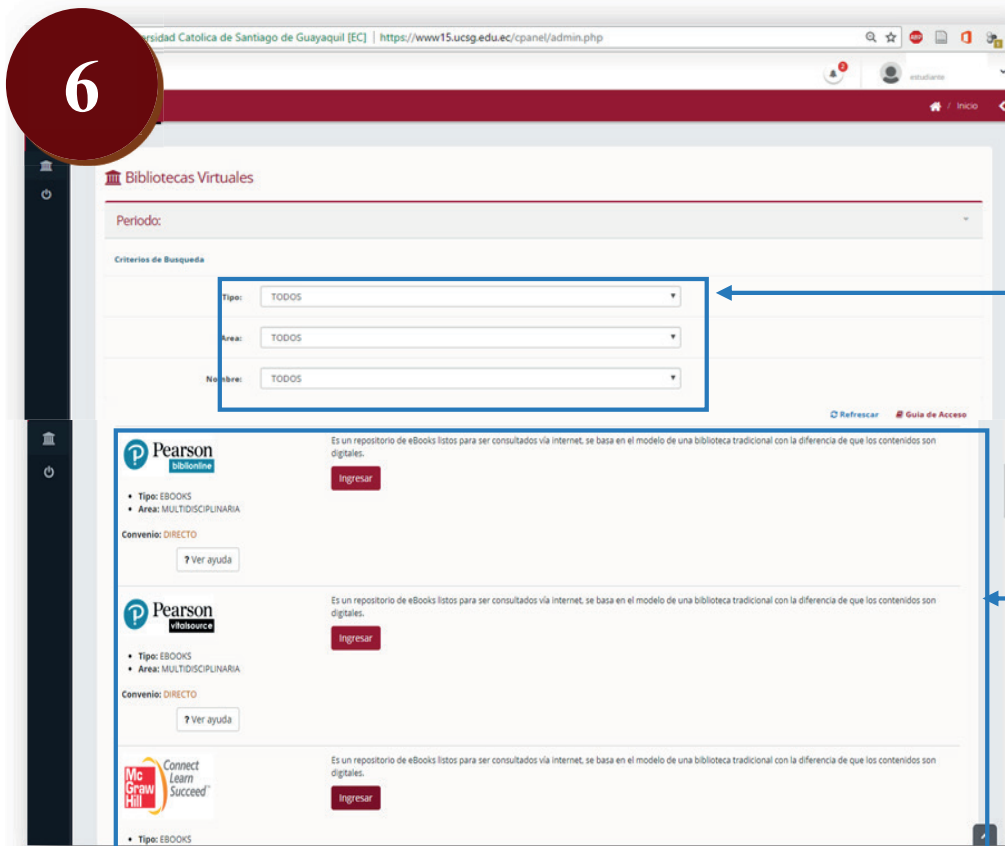 6
rsidad Catolica de Santiago de Guayaquil [EC] | https://www15.ucsg.edu.ec/cpanel/admin.php
ABP
2
estudiante
/ Inicio
Bibliotecas Virtuales
Periodo:
Criterios de Busqueda
Tipo: TODOS
Area: TODOS
Nombre: TODOS
Refrescar Guia de Acceso
Pearson
biblionline
Es un repositorio de eBooks listos para ser consultados vía internet, se basa en el modelo de una biblioteca tradicional con la diferencia de que los contenidos son
digitales.
Ingresar
• Tipo: EBOOKS
• Area: MULTIDISCIPLINARIA
Convenio: DIRECTO
? Ver ayuda
Pearson
vitalsource
Es un repositorio de eBooks listos para ser consultados vía internet, se basa en el modelo de una biblioteca tradicional con la diferencia de que los contenidos son
digitales.
Ingresar
• Tipo: EBOOKS
• Area: MULTIDISCIPLINARIA
Convenio: DIRECTO
? Ver ayuda
Mc
Graw
Hill
Connect
Learn
Succeed™
Es un repositorio de eBooks listos para ser consultados vía internet, se basa en el modelo de una biblioteca tradicional con la diferencia de que los contenidos son
digitales.
Ingresar
• Tipo: EBOOKS